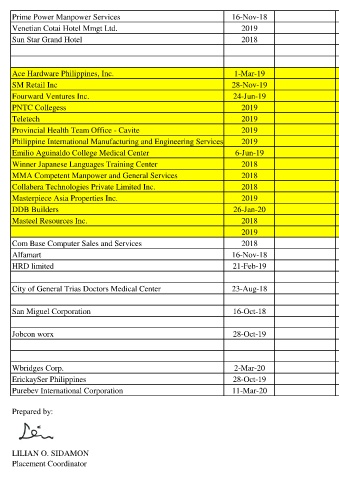 Prime Power Manpower Services 16-Nov-18
Venetian Cotai Hotel Mmgt Ltd. 2019
Sun Star Grand Hotel 2018
Ace Hardware Philippines, Inc. 1-Mar-19
SM Retail Inc 28-Nov-19
Fourward Ventures Inc. 24-Jun-19
PNTC Collegess 2019
Teletech 2019
Provincial Health Team Office - Cavite 2019
Philippine International Manufacturing and Engineering Services 2019
Emilio Aguinaldo College Medical Center 6-Jun-19
Winner Japanese Languages Training Center 2018
MMA Competent Manpower and General Services 2018
Collabera Technologies Private Limited Inc. 2018
Masterpiece Asia Properties Inc. 2019
DDB Builders 26-Jan-20
Masteel Resources Inc. 2018
2019
Com Base Computer Sales and Services 2018
Alfamart 16-Nov-18
HRD limited 21-Feb-19
City of General Trias Doctors Medical Center 23-Aug-18
San Miguel Corporation 16-Oct-18
Jobcon worx 28-Oct-19
Wbridges Corp. 2-Mar-20
ErickaySer Philippines 28-Oct-19
Purebev International Corporation 11-Mar-20
Prepared by:
LILIAN O. SIDAMON
Placement Coordinator